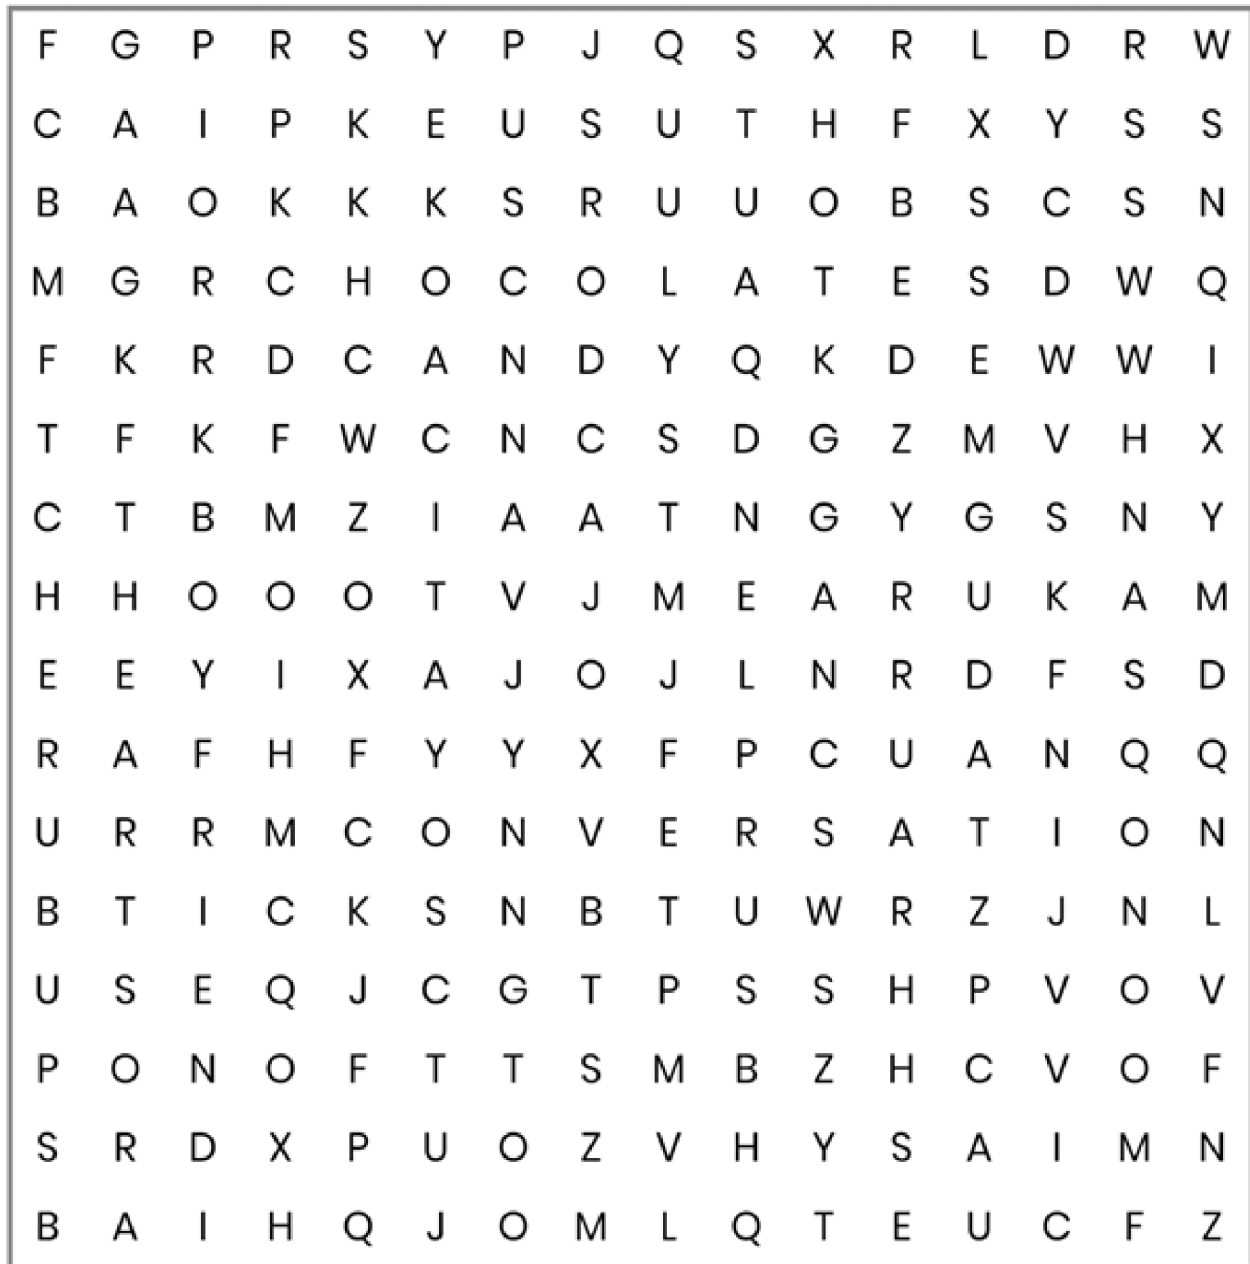 F G P R S Y P J Q S X R L D R W
C A I P K E U S U T H F X Y S S
B A O K K K S R U U O B S C S N
M G R C H O C O L A T E S D W Q
F K R D C A N D Y Q K D E W W I
T F K F W C N C S D G Z M V H X
C T B M Z I A A T N G Y G S N Y
H H O O O T V J M E A R U K A M
E E Y I X A J O J L N R D F S D
R A F H F Y Y X F P C U A N Q Q
U R R M C O N V E R S A T I O N
B T I C K S N B T U W R Z J N L
U S E Q J C G T P S S H P V O V
P O N O F T T S M B Z H C V O F
S R D X P U O Z V H Y S A I M N
B A I H Q J O M L Q T E U C F Z